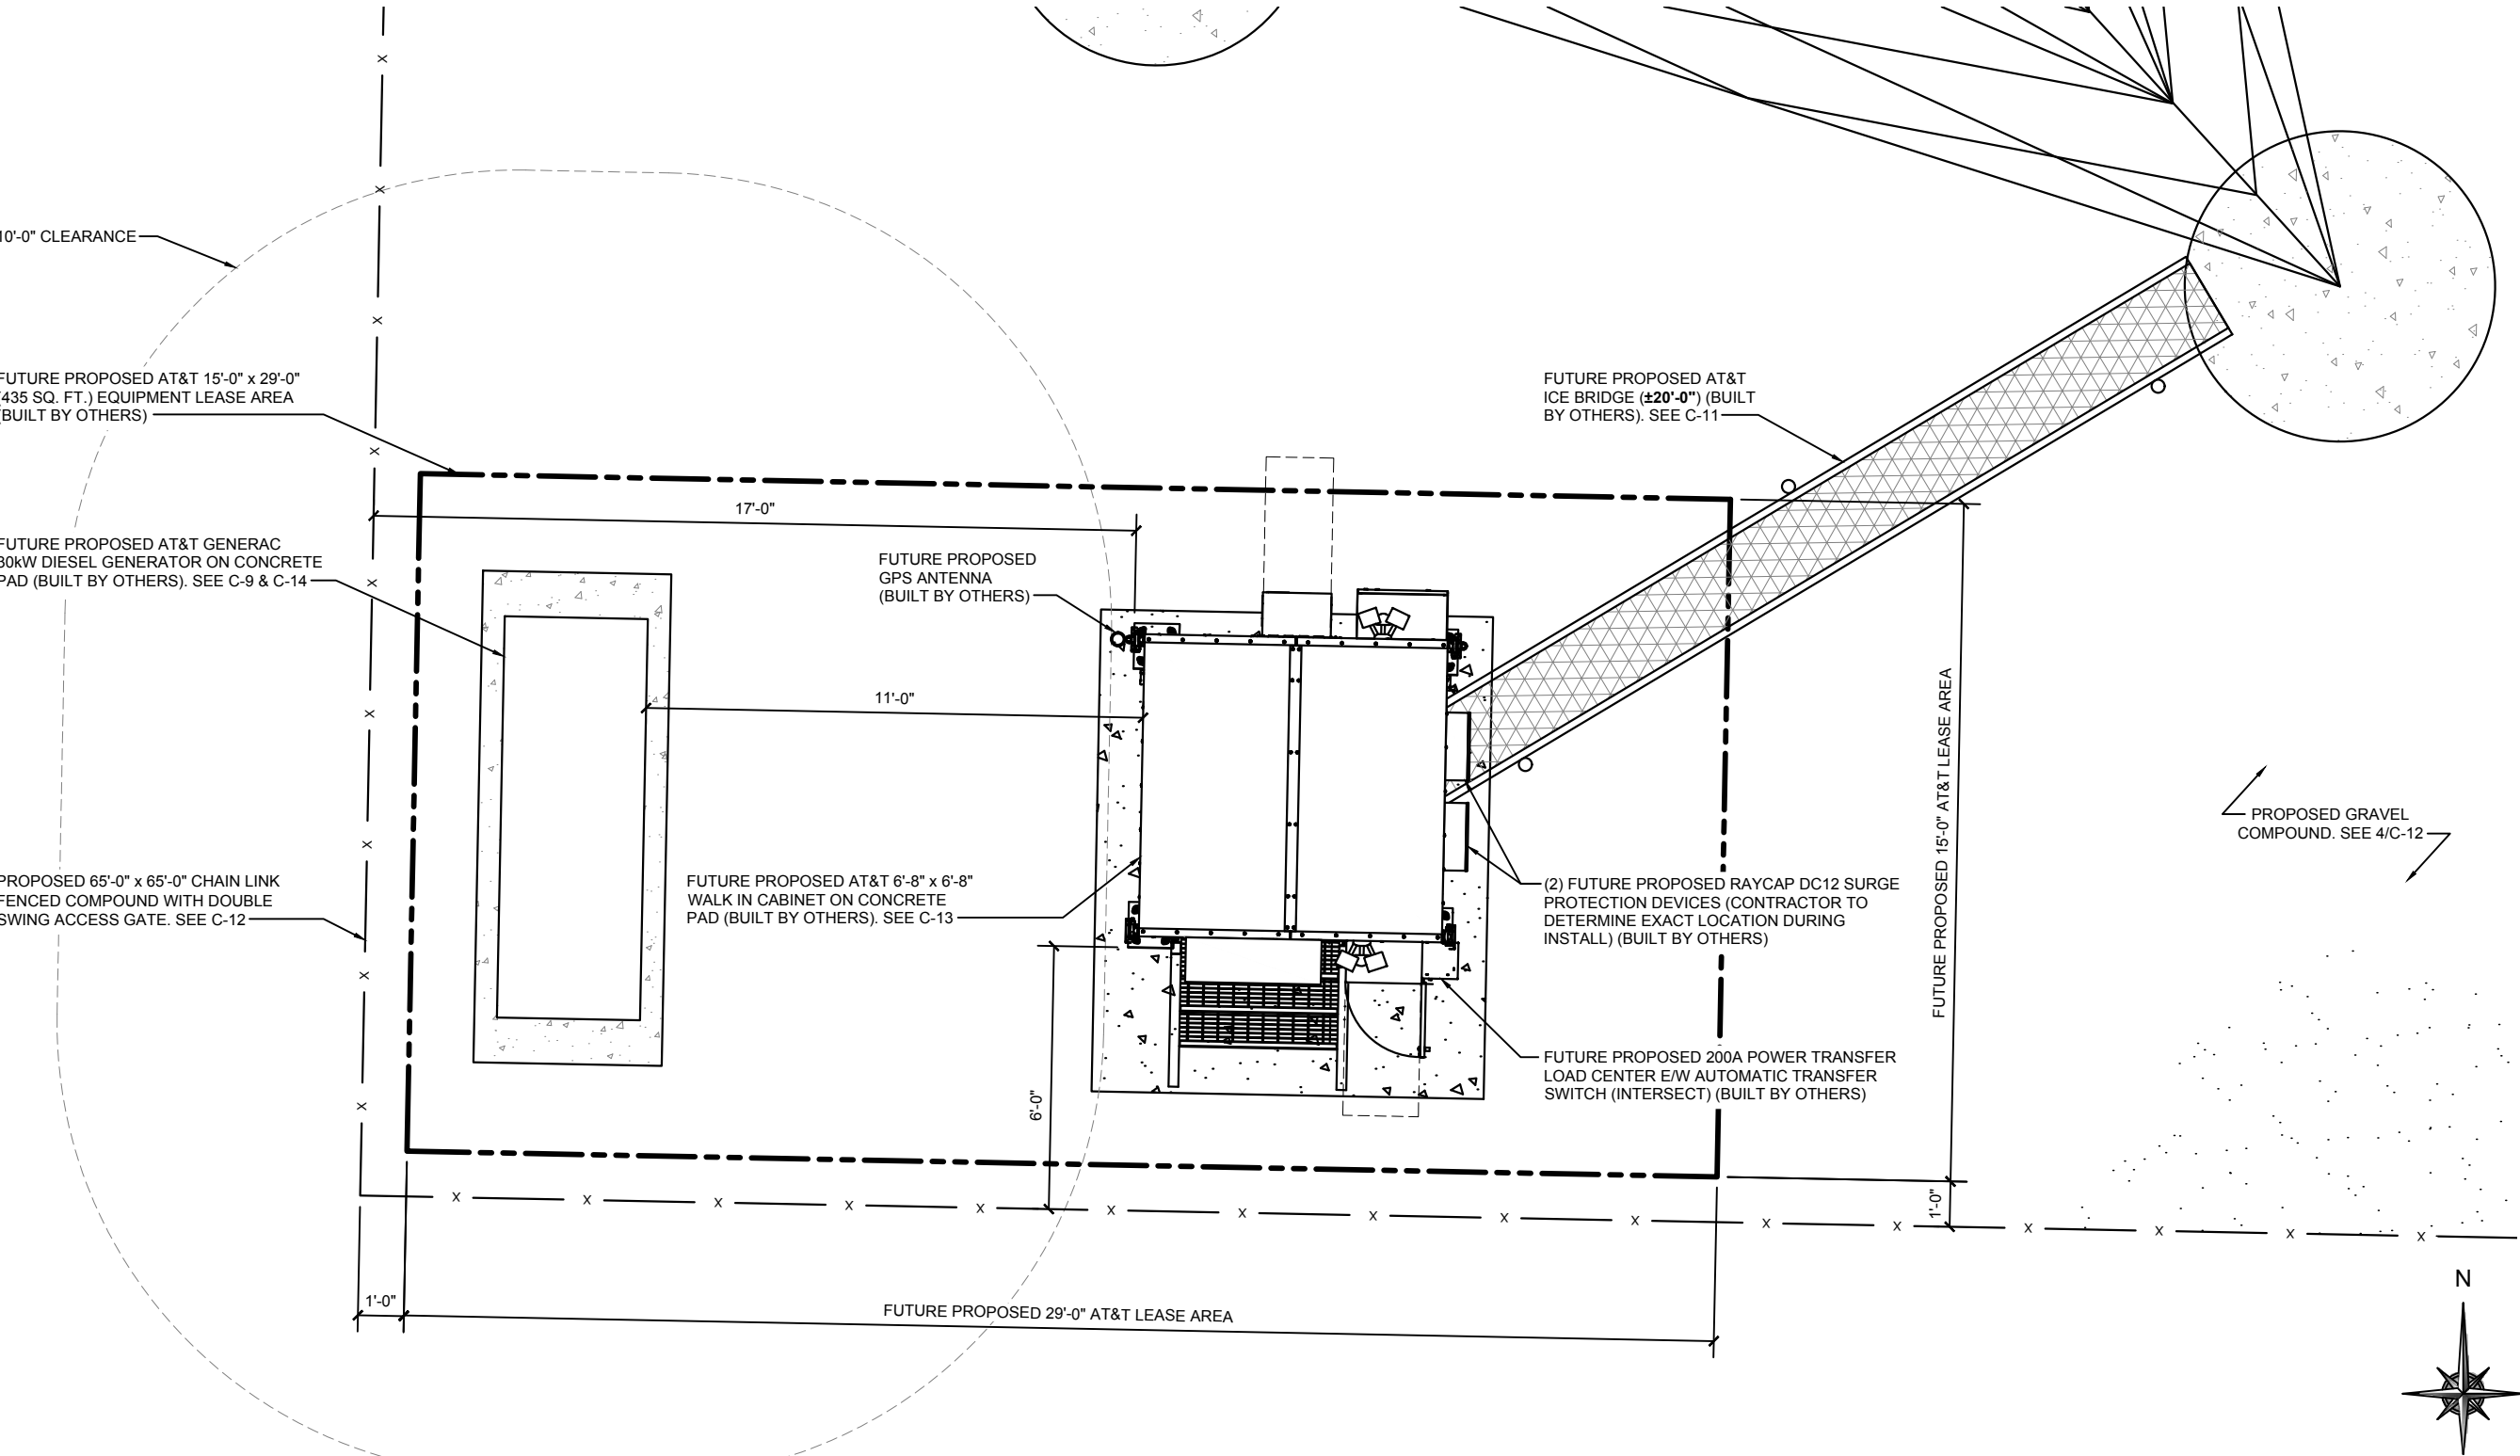 10'-0" CLEARANCE
FUTURE PROPOSED AT&T 15'-0" x 29'-0"
(435 SQ. FT.) EQUIPMENT LEASE AREA
(BUILT BY OTHERS)
FUTURE PROPOSED AT&T
ICE BRIDGE (±20'-0") (BUILT
BY OTHERS). SEE C-11
17'-0"
FUTURE PROPOSED AT&T GENERAC
30kW DIESEL GENERATOR ON CONCRETE
PAD (BUILT BY OTHERS). SEE C-9 & C-14
FUTURE PROPOSED
GPS ANTENNA
(BUILT BY OTHERS)
11'-0"
FUTURE PROPOSED 15'-0" AT&T LEASE AREA
PROPOSED GRAVEL
COMPOUND. SEE 4/C-12
PROPOSED 65'-0" x 65'-0" CHAIN LINK
FENCED COMPOUND WITH DOUBLE
SWING ACCESS GATE. SEE C-12
FUTURE PROPOSED AT&T 6'-8" x 6'-8"
WALK IN CABINET ON CONCRETE
PAD (BUILT BY OTHERS). SEE C-13
(2) FUTURE PROPOSED RAYCAP DC12 SURGE
PROTECTION DEVICES (CONTRACTOR TO
DETERMINE EXACT LOCATION DURING
INSTALL) (BUILT BY OTHERS)
FUTURE PROPOSED 200A POWER TRANSFER
LOAD CENTER E/W AUTOMATIC TRANSFER
SWITCH (INTERSECT) (BUILT BY OTHERS)
6'-0"
1'-0"
1'-0"
FUTURE PROPOSED 29'-0" AT&T LEASE AREA
N